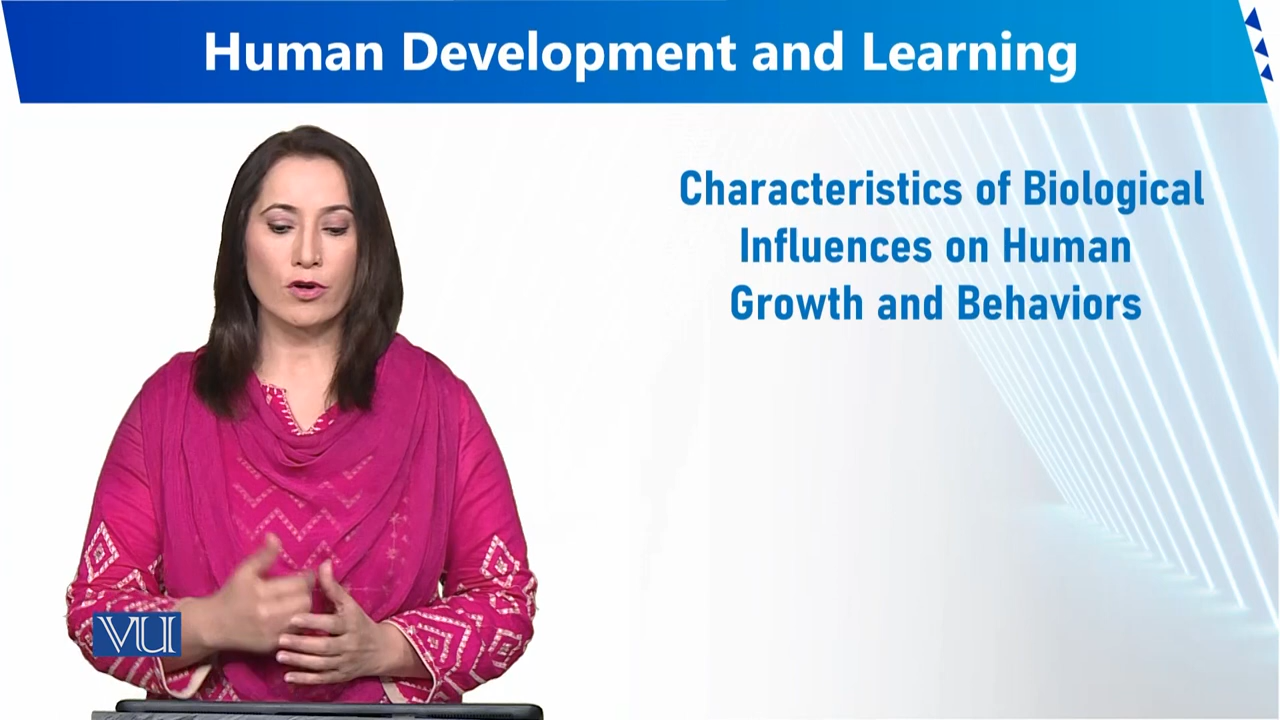 Human Development and Learning
Characteristics of Biological
Influences on Human
Growth and Behaviors
VU